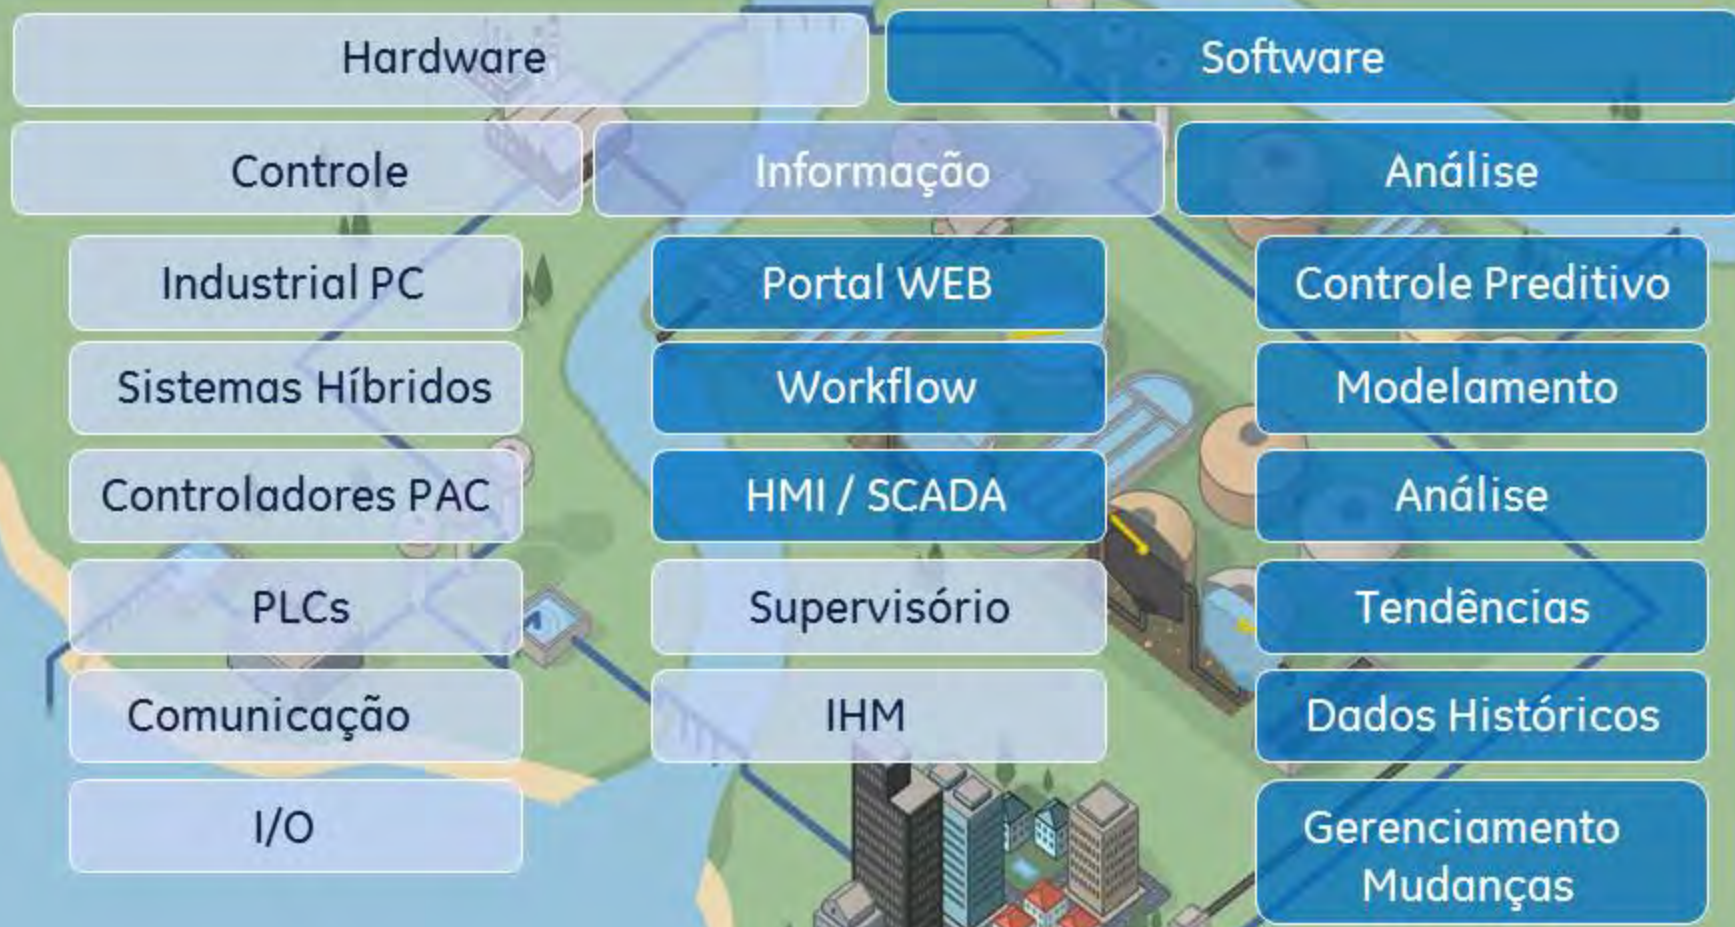 Hardware
Software
Controle
Informação
Análise
Industrial PC
Portal WEB
Controle Preditivo
Sistemas Híbridos
Workflow
Modelamento
Controladores PAC
HMI / SCADA
Análise
PLCs
Supervisório
Tendências
Comunicação
IHM
Dados Históricos
I/O
Gerenciamento
Mudanças